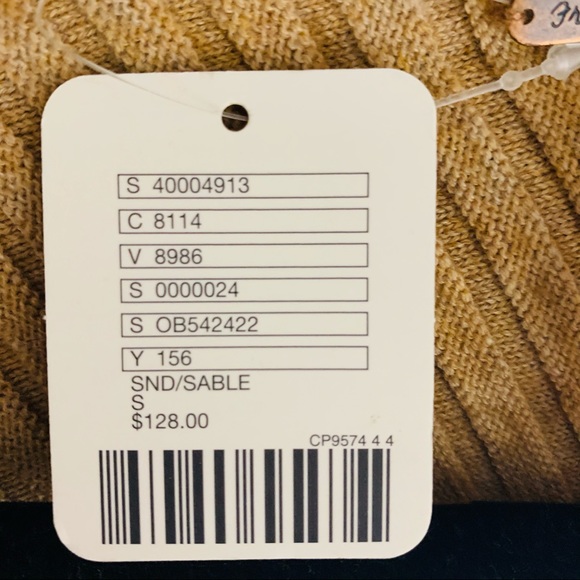 S 40004913
C 8114
V 8986
S 0000024
S OB542422
Y 156
SND/SABLE
S
$128.00
CP9574 4 4